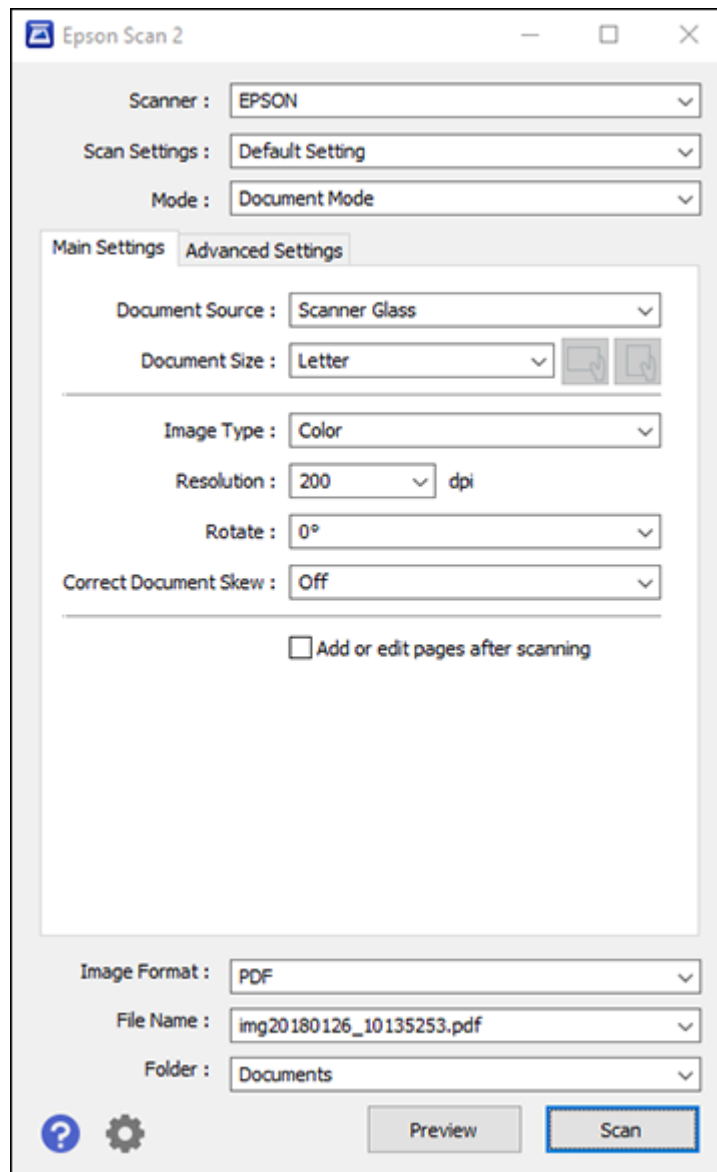 Epson Scan 2
Scanner : EPSON
Scan Settings : Default Setting
Mode : Document Mode
Main Settings Advanced Settings
Document Source : Scanner Glass
Document Size : Letter
Image Type : Color
Resolution : 200 dpi
Rotate : 0°
Correct Document Skew : Off
Add or edit pages after scanning
Image Format : PDF
File Name : img20180126_10135253.pdf
Folder : Documents
? Preview Scan